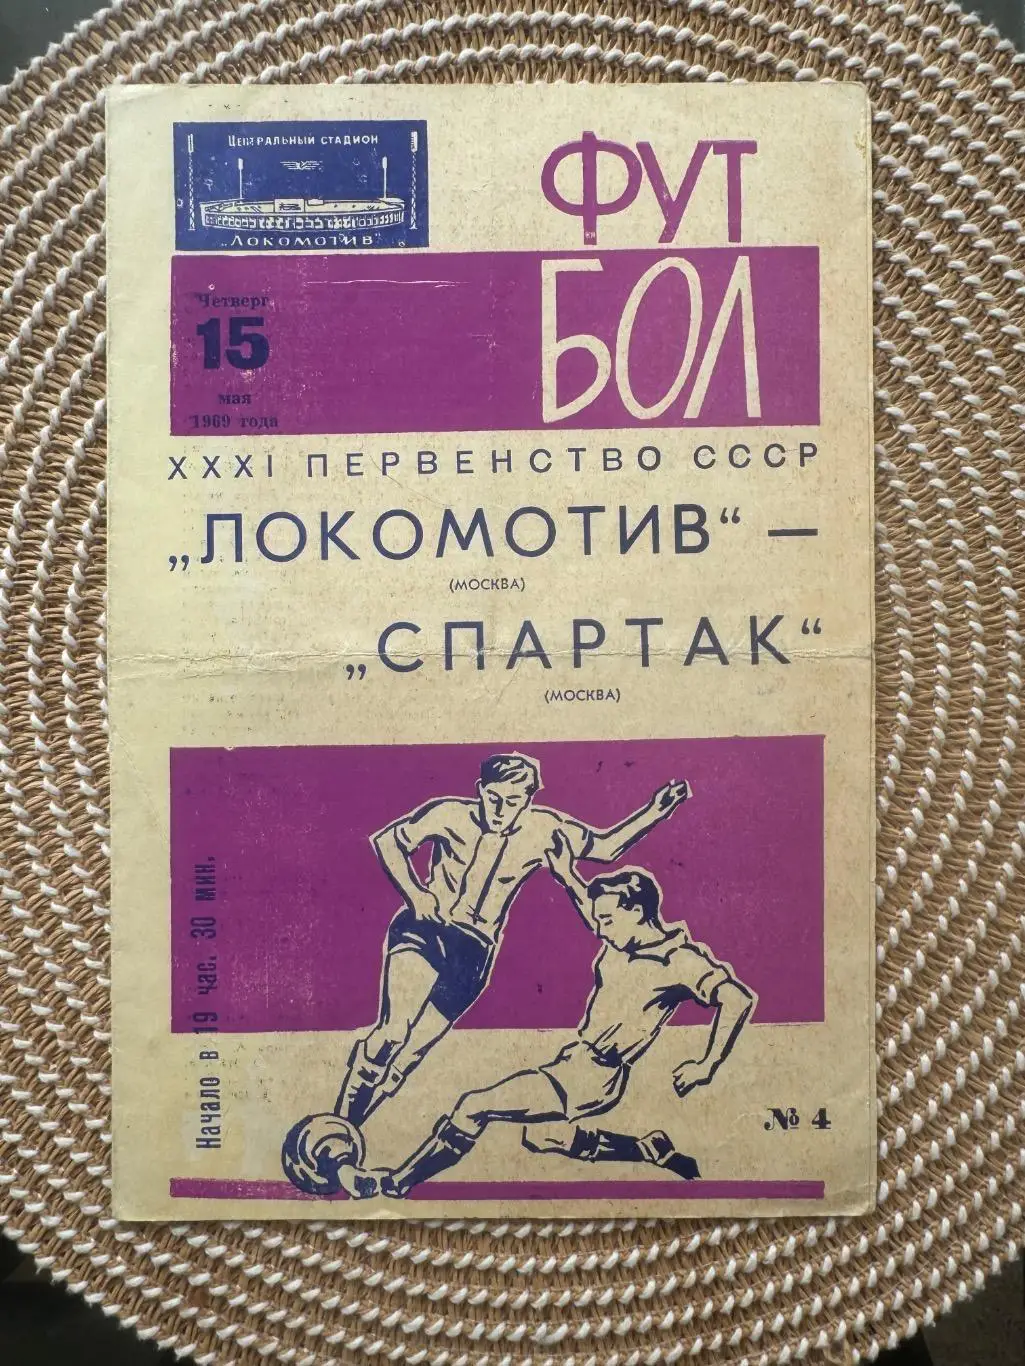 ЦЕНТРАЛЬНЫЙ СТАДИОН
„ЛОКОМОТИВ"
ФУТ
БОЛ
Четверг
15
мая
1969 года
XXXI ПЕРВЕНСТВО СССР
„ЛОКОМОТИВ“ —
(МОСКВА)
„СПАРТАК“
(МОСКВА)
Начало в 19 час. 30 мин.
№ 4